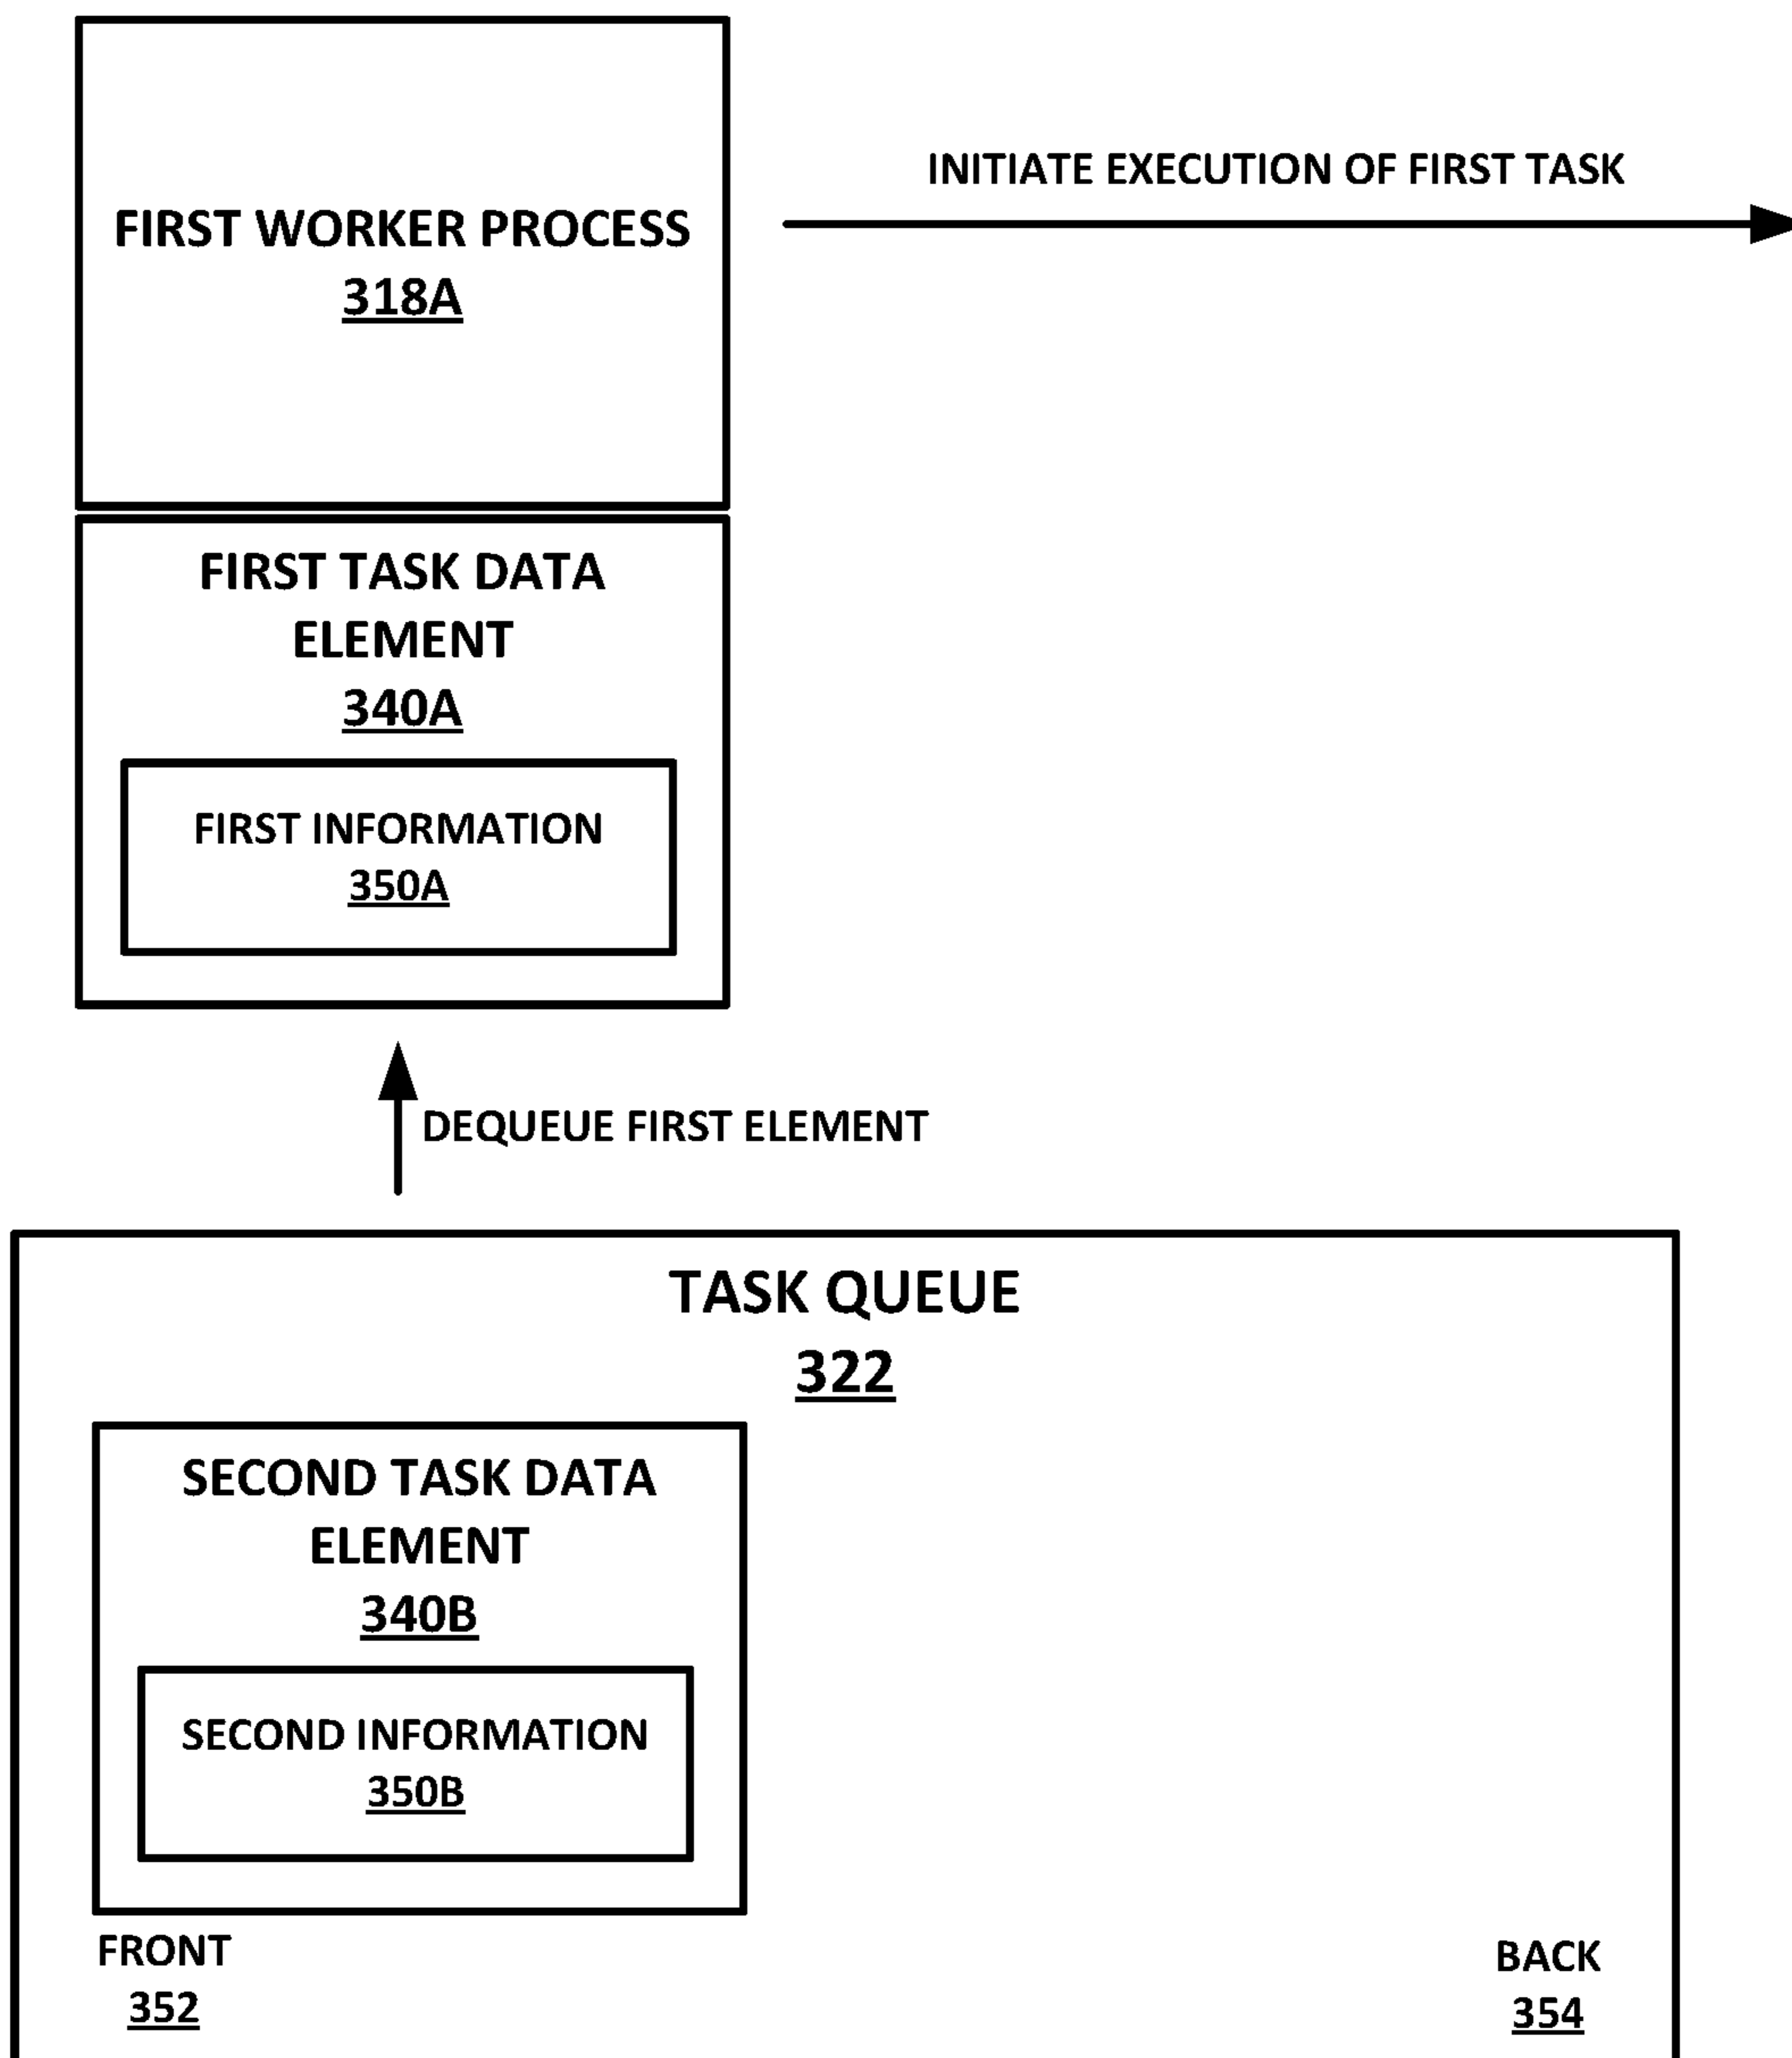 INITIATE EXECUTION OF FIRST TASK
FIRST WORKER PROCESS
318A
FIRST TASK DATA
ELEMENT
340A
FIRST INFORMATION
350A
DEQUEUE FIRST ELEMENT
TASK QUEUE
322
SECOND TASK DATA
ELEMENT
340B
SECOND INFORMATION
350B
FRONT
352
BACK
354